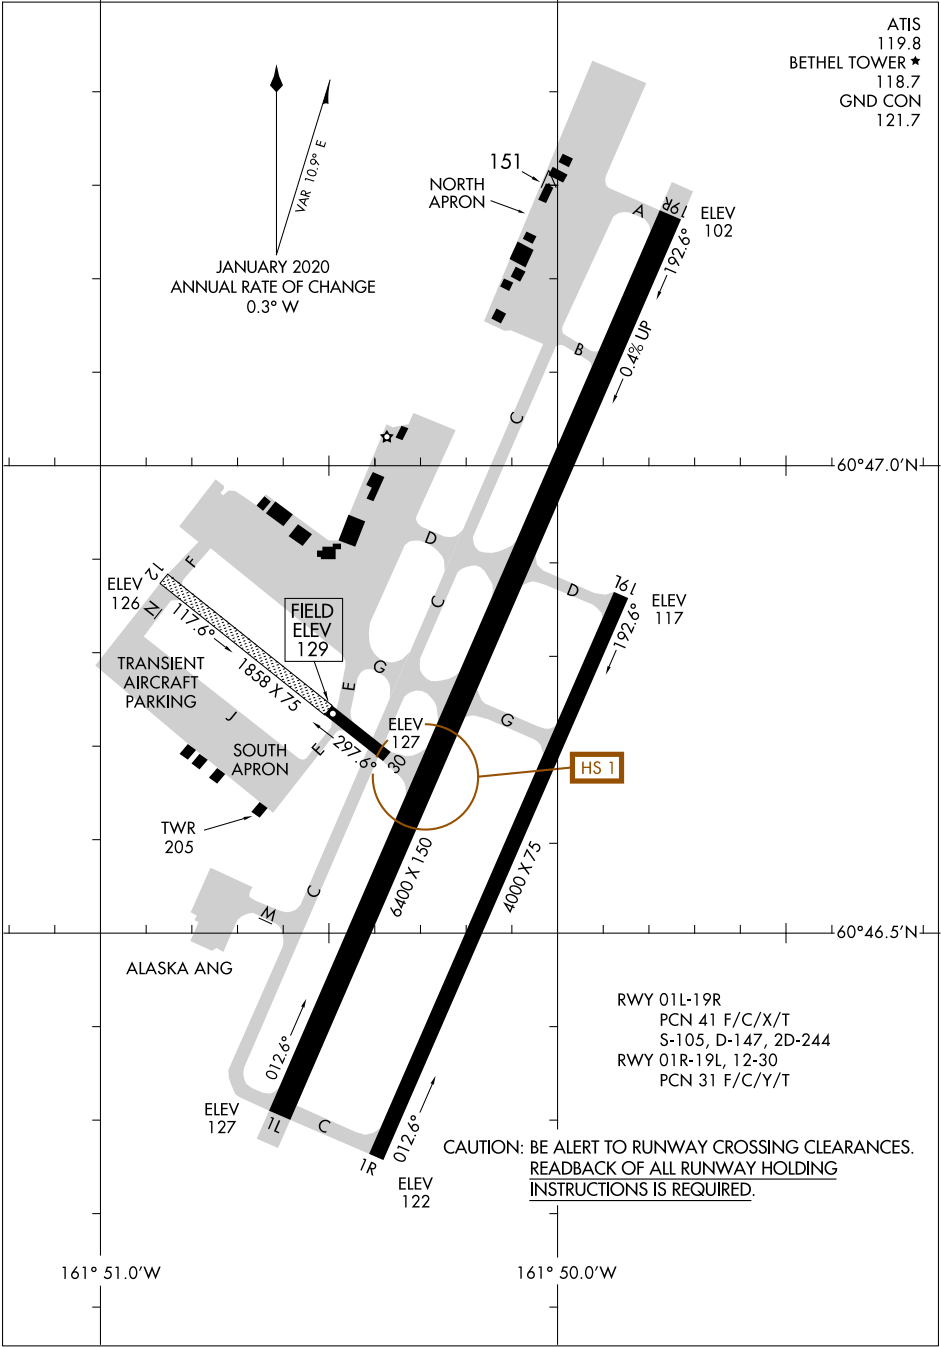 ATIS
119.8
BETHEL TOWER ★
118.7
GND CON
121.7
VAR 10.9° E
JANUARY 2020
ANNUAL RATE OF CHANGE
0.3° W
151
NORTH
APRON
A
19R
ELEV
102
192.6°
0.4% UP
B
C
60°47.0'N
D
C
D
19L
ELEV
117
192.6°
F
12
ELEV
126
N
117.6°
1858 X 75
FIELD
ELEV
129
TRANSIENT
AIRCRAFT
PARKING
G
E
J
G
ELEV
127
E
297.6°
30
SOUTH
APRON
HS 1
TWR
205
6400 X 150
4000 X 75
C
M
60°46.5'N
ALASKA ANG
RWY 01L-19R
PCN 41 F/C/X/T
S-105, D-147, 2D-244
RWY 01R-19L, 12-30
PCN 31 F/C/Y/T
012.6°
ELEV
127
1L
C
012.6°
1R
ELEV
122
CAUTION: BE ALERT TO RUNWAY CROSSING CLEARANCES.
READBACK OF ALL RUNWAY HOLDING
INSTRUCTIONS IS REQUIRED.
161° 51.0'W
161° 50.0'W